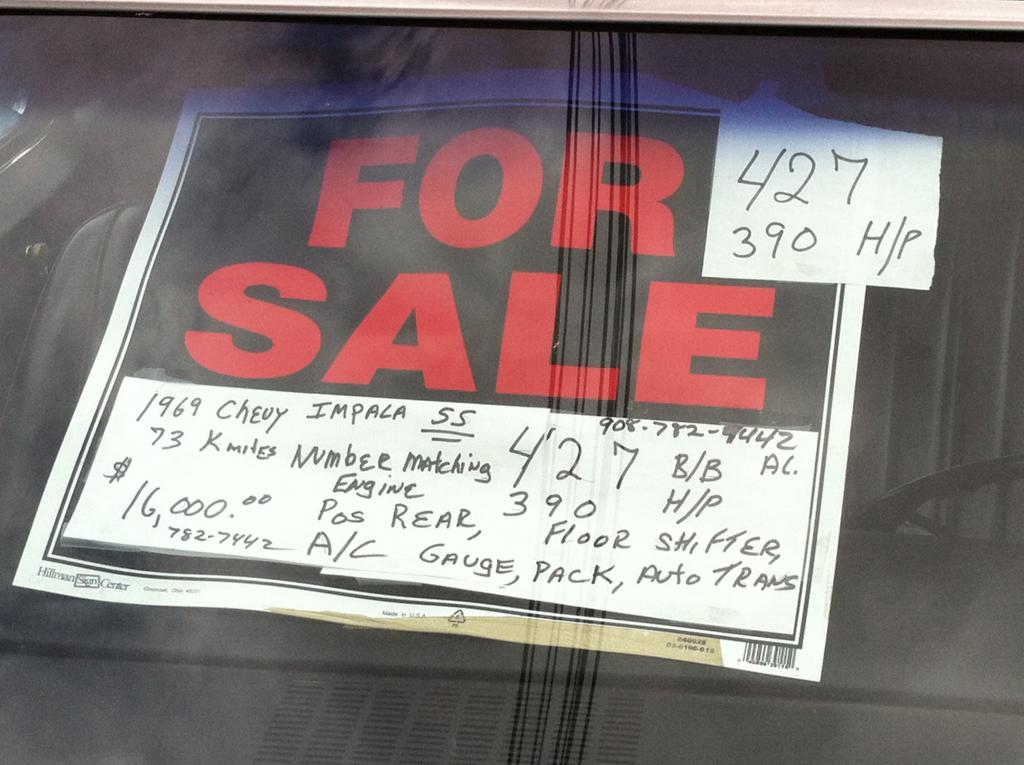 FOR
SALE
427
390 H/P
1969 Chevy IMPALA SS
908-782-4442
73 K miles NUMBER Matching ENGINE 427 B/B AC.
390 H/P
$16,000.00 Pos REAR, FLOOR SHIFTER,
782-7442 A/C GAUGE, PACK, Auto TRANS
Hillman Sign Center
Made in U.S.A.